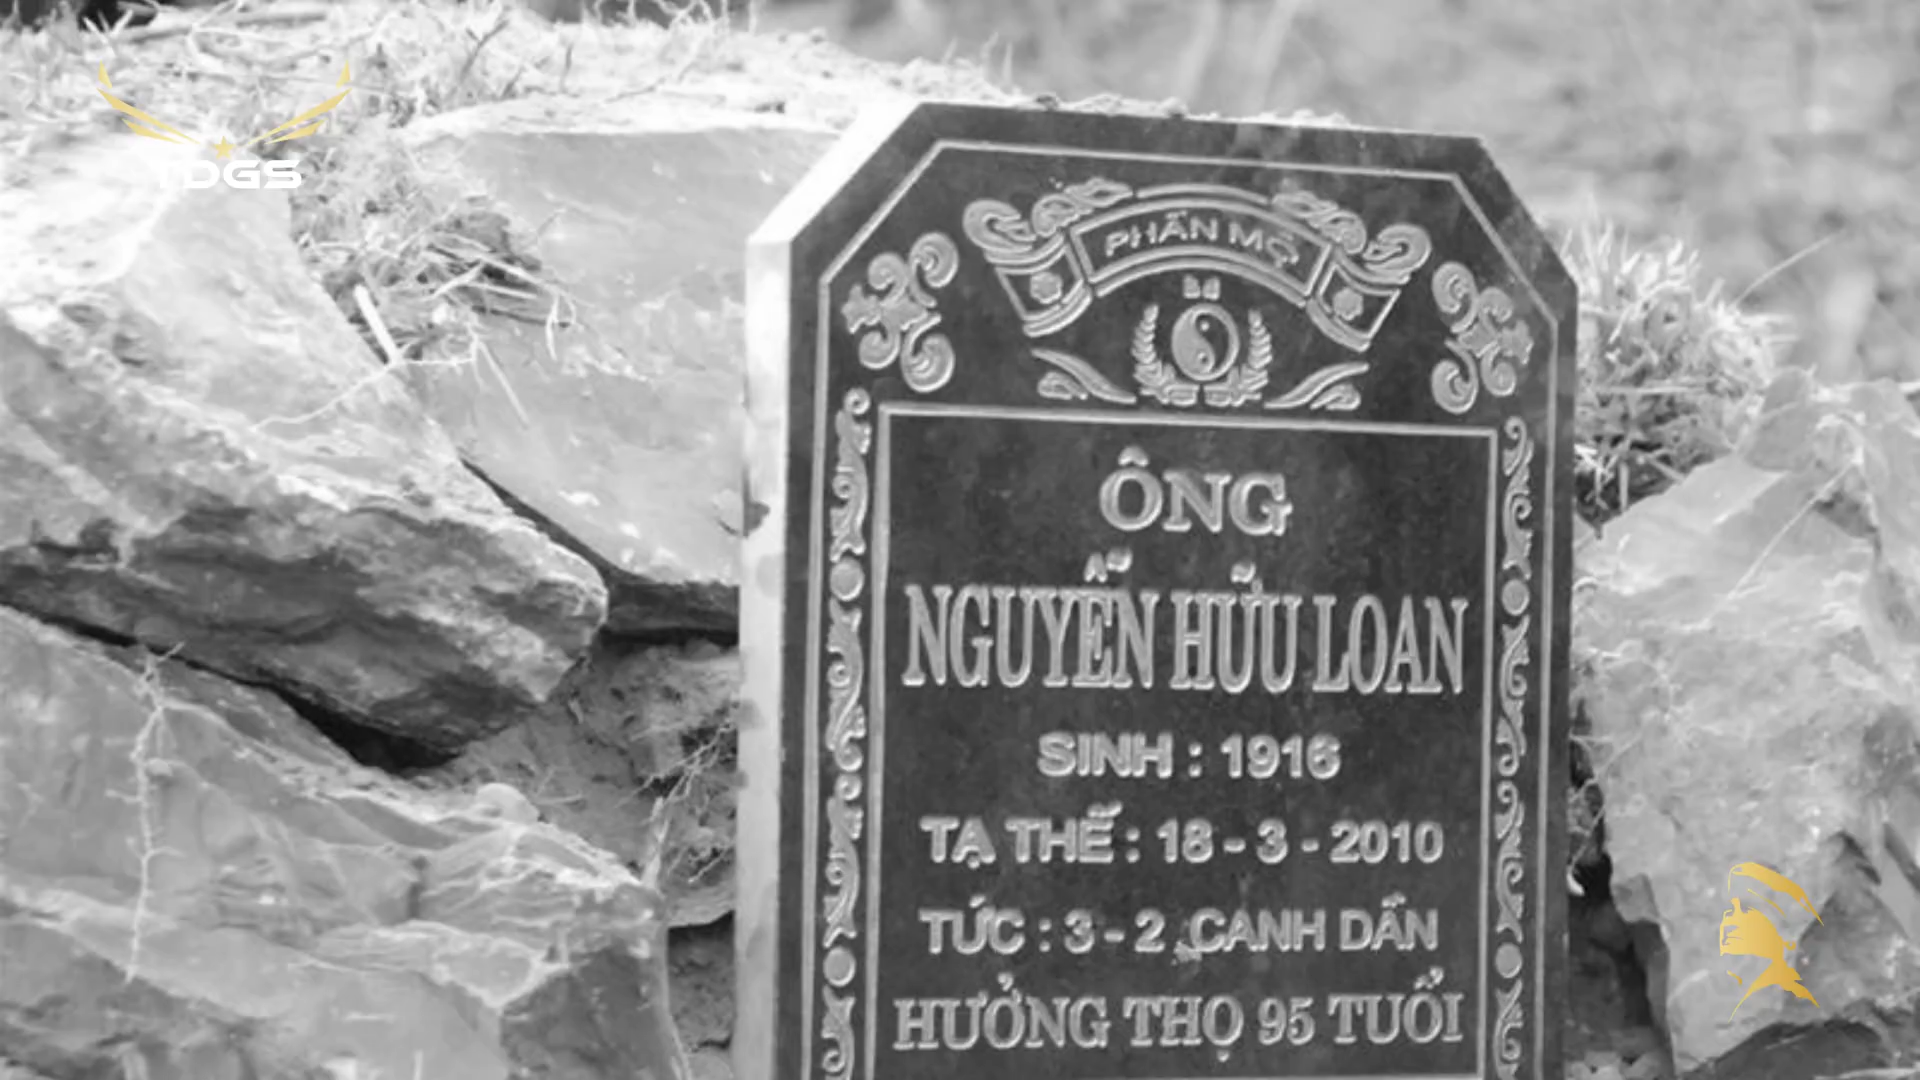 TDGS
PHẦN MỘ
ÔNG
NGUYỄN HỮU LOAN
SINH : 1916
TẠ THẾ : 18 - 3 - 2010
TỨC : 3 - 2 CANH DẦN
HƯỞNG THỌ 95 TUỔI